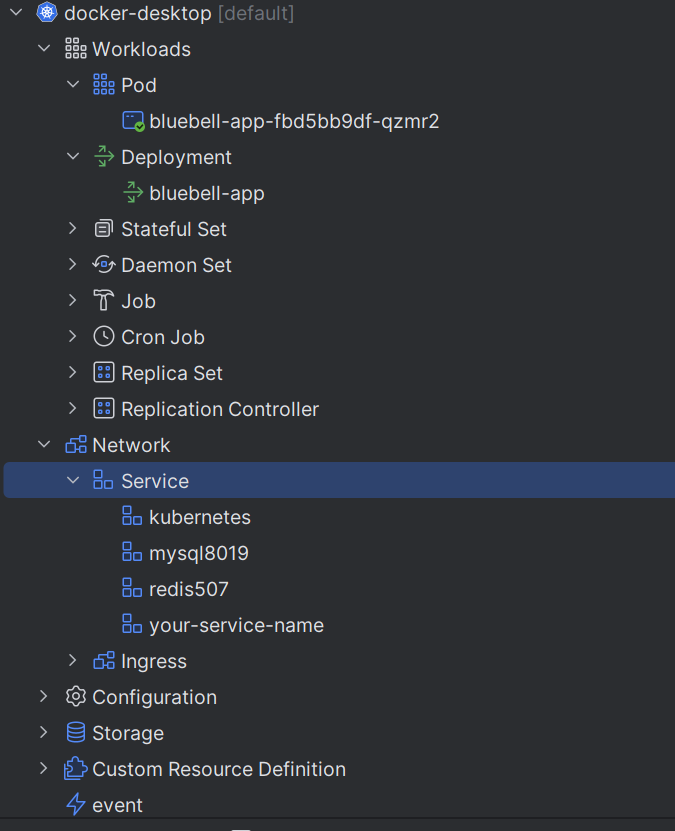 docker-desktop [default]
Workloads
Pod
bluebell-app-fbd5bb9df-qzmr2
Deployment
bluebell-app
Stateful Set
Daemon Set
Job
Cron Job
Replica Set
Replication Controller
Network
Service
kubernetes
mysql8019
redis507
your-service-name
Ingress
Configuration
Storage
Custom Resource Definition
event